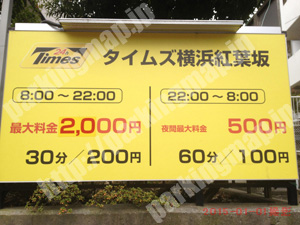 24h
Times タイムズ横浜紅葉坂
8:00～22:00 22:00～8:00
最大料金2,000円 夜間最大料金 500円
30分／200円 60分／100円